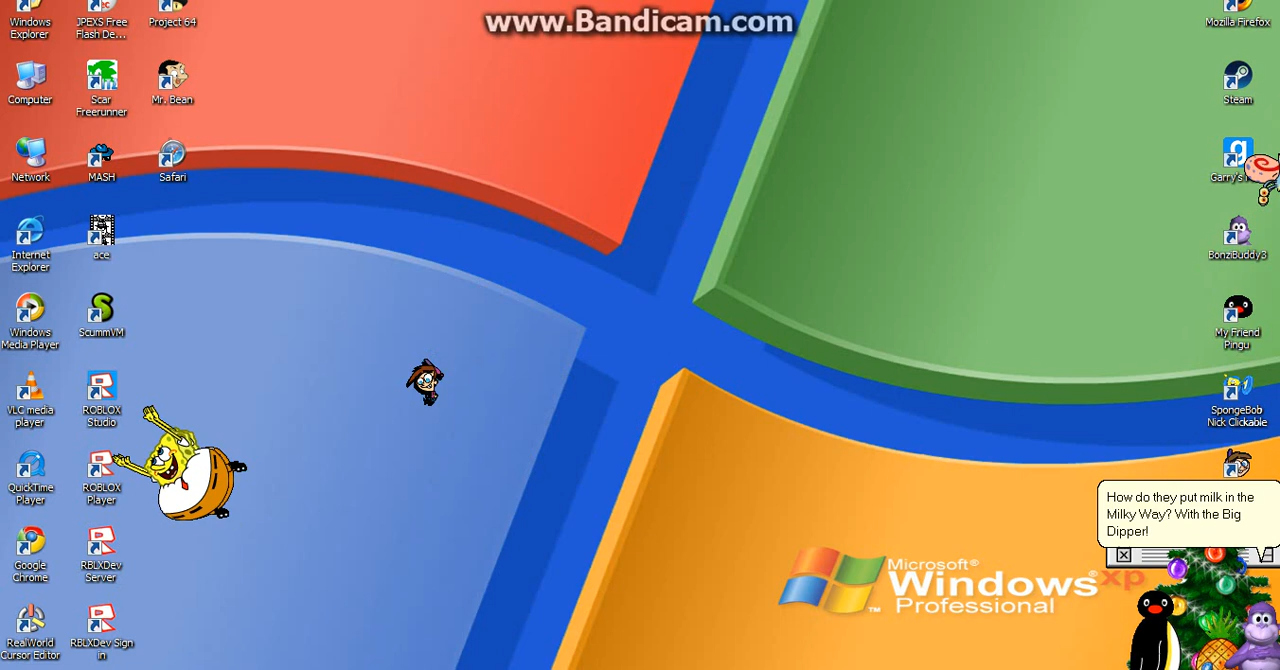 www.Bandicam.com
Windows
Explorer
JPEXS Free
Flash De...
Project 64
Mozilla Firefox
Computer
Scar
Freerunner
Mr. Bean
Steam
Network
MASH
Safari
Garry's
Internet
Explorer
ace
BonziBuddy3
Windows
Media Player
ScummVM
My Friend
Pingu
VLC media
player
ROBLOX
Studio
SpongeBob
Nick Clickable
QuickTime
Player
ROBLOX
Player
How do they put milk in the
Milky Way? With the Big
Dipper!
Google
Chrome
RBLXDev
Server
Microsoft®
Windows® xp
Professional
™
RealWorld
Cursor Editor
RBLXDev Sign
in